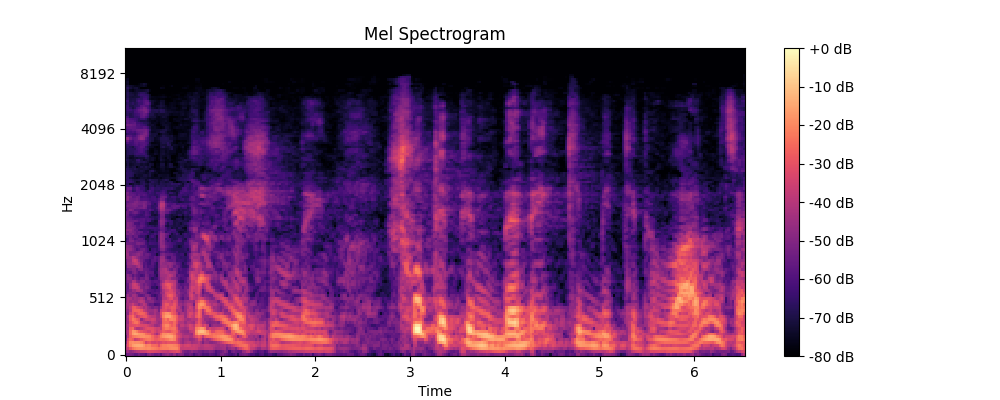 Mel Spectrogram
8192
4096
2048
1024
512
0
Hz
0 1 2 3 4 5 6
Time
+0 dB
-10 dB
-20 dB
-30 dB
-40 dB
-50 dB
-60 dB
-70 dB
-80 dB